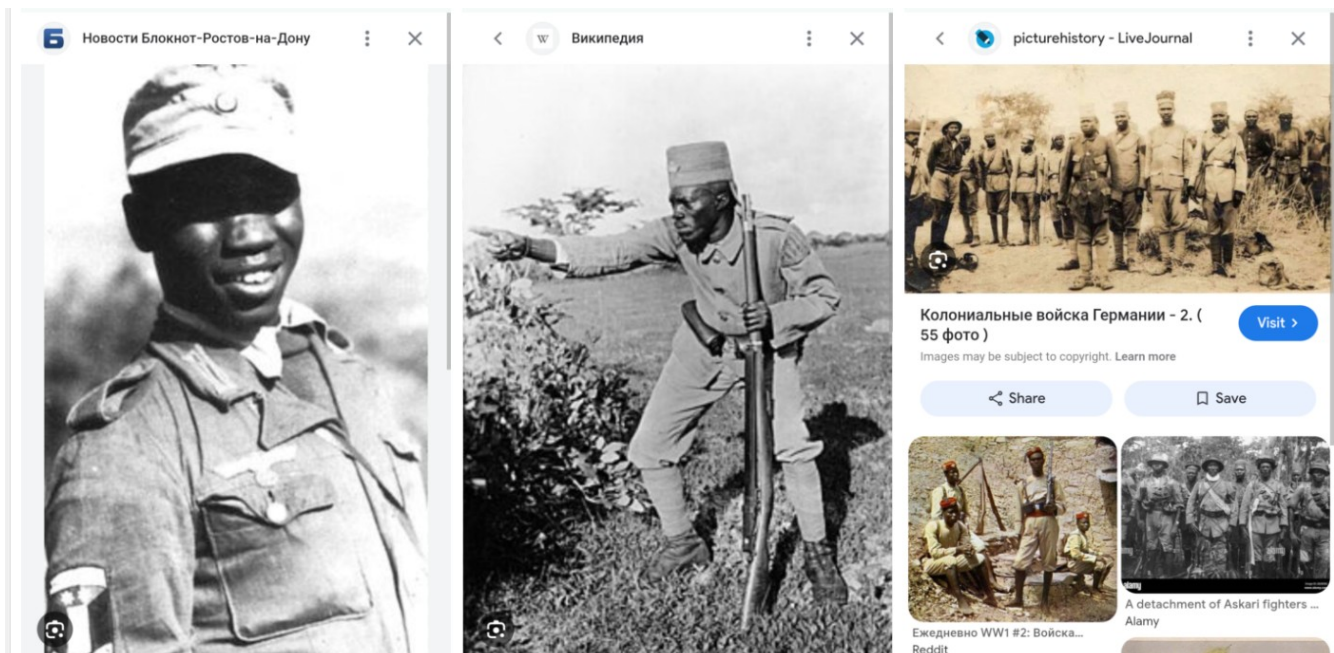 Новости Блокнот-Ростов-на-Дону
W
Википедия
picturehistory - LiveJournal
Колониальные войска Германии - 2. (
55 фото )
Visit
Images may be subject to copyright. Learn more
Share
Save
alamy
alamy
A detachment of Askari fighters ...
Alamy
Ежедневно WW1 #2: Войска...
Reddit